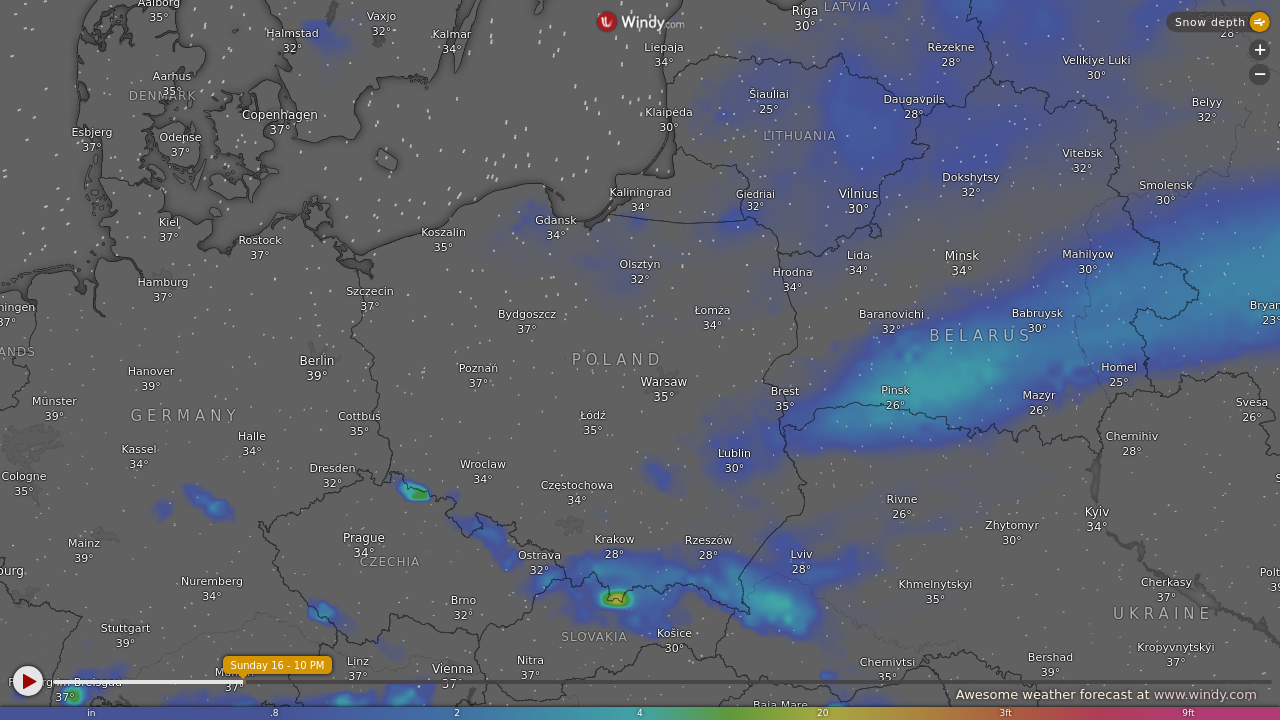 Aalborg
35°
Vaxjo
32°
Halmstad
32°
Kalmar
34°
Windy.com
Riga
30°
LATVIA
Snow depth
28°
Liepaja
34°
Rēzekne
28°
Velikiye Luki
30°
+
−
Aarhus
35°
DENMARK
Copenhagen
37°
Šiauliai
25°
Daugavpils
28°
Belyy
32°
Klaipėda
30°
Esbjerg
37°
Odense
37°
LITHUANIA
Vitebsk
32°
Dokshytsy
32°
Smolensk
30°
Kaliningrad
34°
Giedriai
32°
Vilnius
30°
Kiel
37°
Rostock
37°
Koszalin
35°
Gdansk
34°
Olsztyn
32°
Hrodna
34°
Lida
34°
Minsk
34°
Mahilyow
30°
Hamburg
37°
Szczecin
37°
ningen
37°
Bydgoszcz
37°
Łomża
34°
Baranovichi
32°
Babruysk
30°
BELARUS
Bryan
23°
ANDS
Berlin
39°
POLAND
Hanover
39°
Poznań
37°
Warsaw
35°
Brest
35°
Pinsk
26°
Homel
25°
Mazyr
26°
Svesa
26°
Münster
39°
GERMANY
Cottbus
35°
Łódź
35°
Halle
34°
Kassel
34°
Lublin
30°
Chernihiv
28°
Cologne
35°
Dresden
32°
Wroclaw
34°
Częstochowa
34°
Rivne
26°
Kyiv
34°
Zhytomyr
30°
Mainz
39°
Prague
34°
CZECHIA
Krakow
28°
Rzeszów
28°
Ostrava
32°
Lviv
28°
ourg
Nuremberg
34°
Khmelnytskyi
35°
Cherkasy
37°
Polt
Brno
32°
UKRAINE
Stuttgart
39°
SLOVAKIA
Košice
30°
Kropyvnytskyi
37°
Sunday 16 - 10 PM
Linz
37°
Vienna
37°
Nitra
37°
Chernivtsi
35°
Bershad
39°
37°
37°
Awesome weather forecast at www.windy.com
Baia Mare
in .8 2 4 20 3ft 9ft